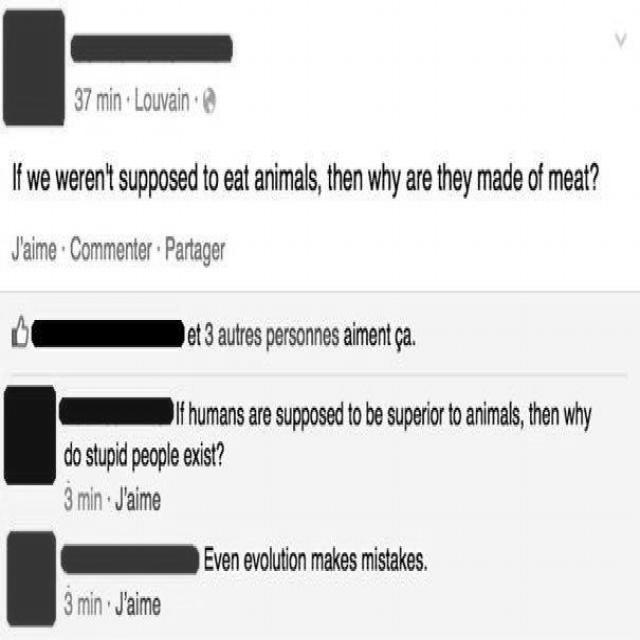 37 min · Louvain ·
If we weren't supposed to eat animals, then why are they made of meat?
J'aime · Commenter · Partager
et 3 autres personnes aiment ça.
If humans are supposed to be superior to animals, then why
do stupid people exist?
3 min · J'aime
Even evolution makes mistakes.
3 min · J'aime